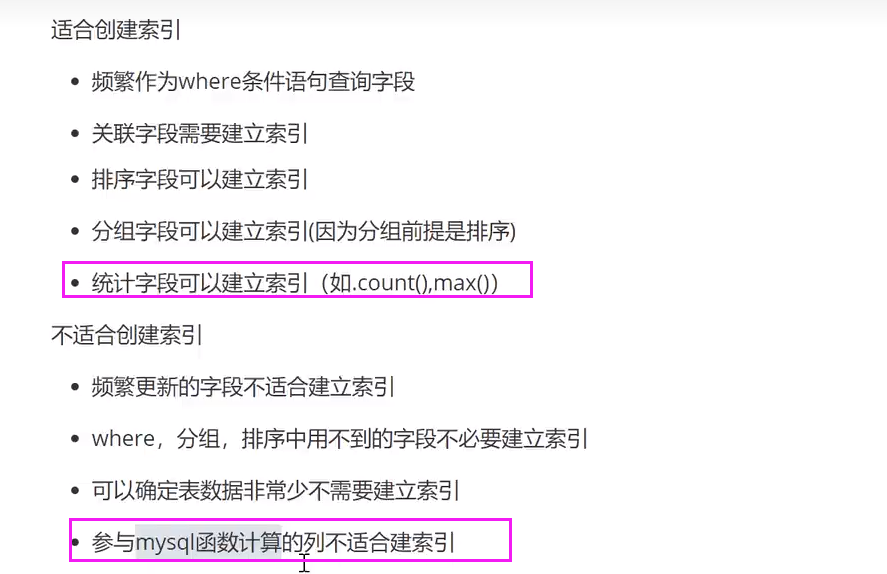 适合创建索引
频繁作为where条件语句查询字段
关联字段需要建立索引
排序字段可以建立索引
分组字段可以建立索引(因为分组前提是排序)
统计字段可以建立索引（如.count(),max()）
不适合创建索引
频繁更新的字段不适合建立索引
where，分组，排序中用不到的字段不必要建立索引
可以确定表数据非常少不需要建立索引
参与mysql函数计算的列不适合建索引